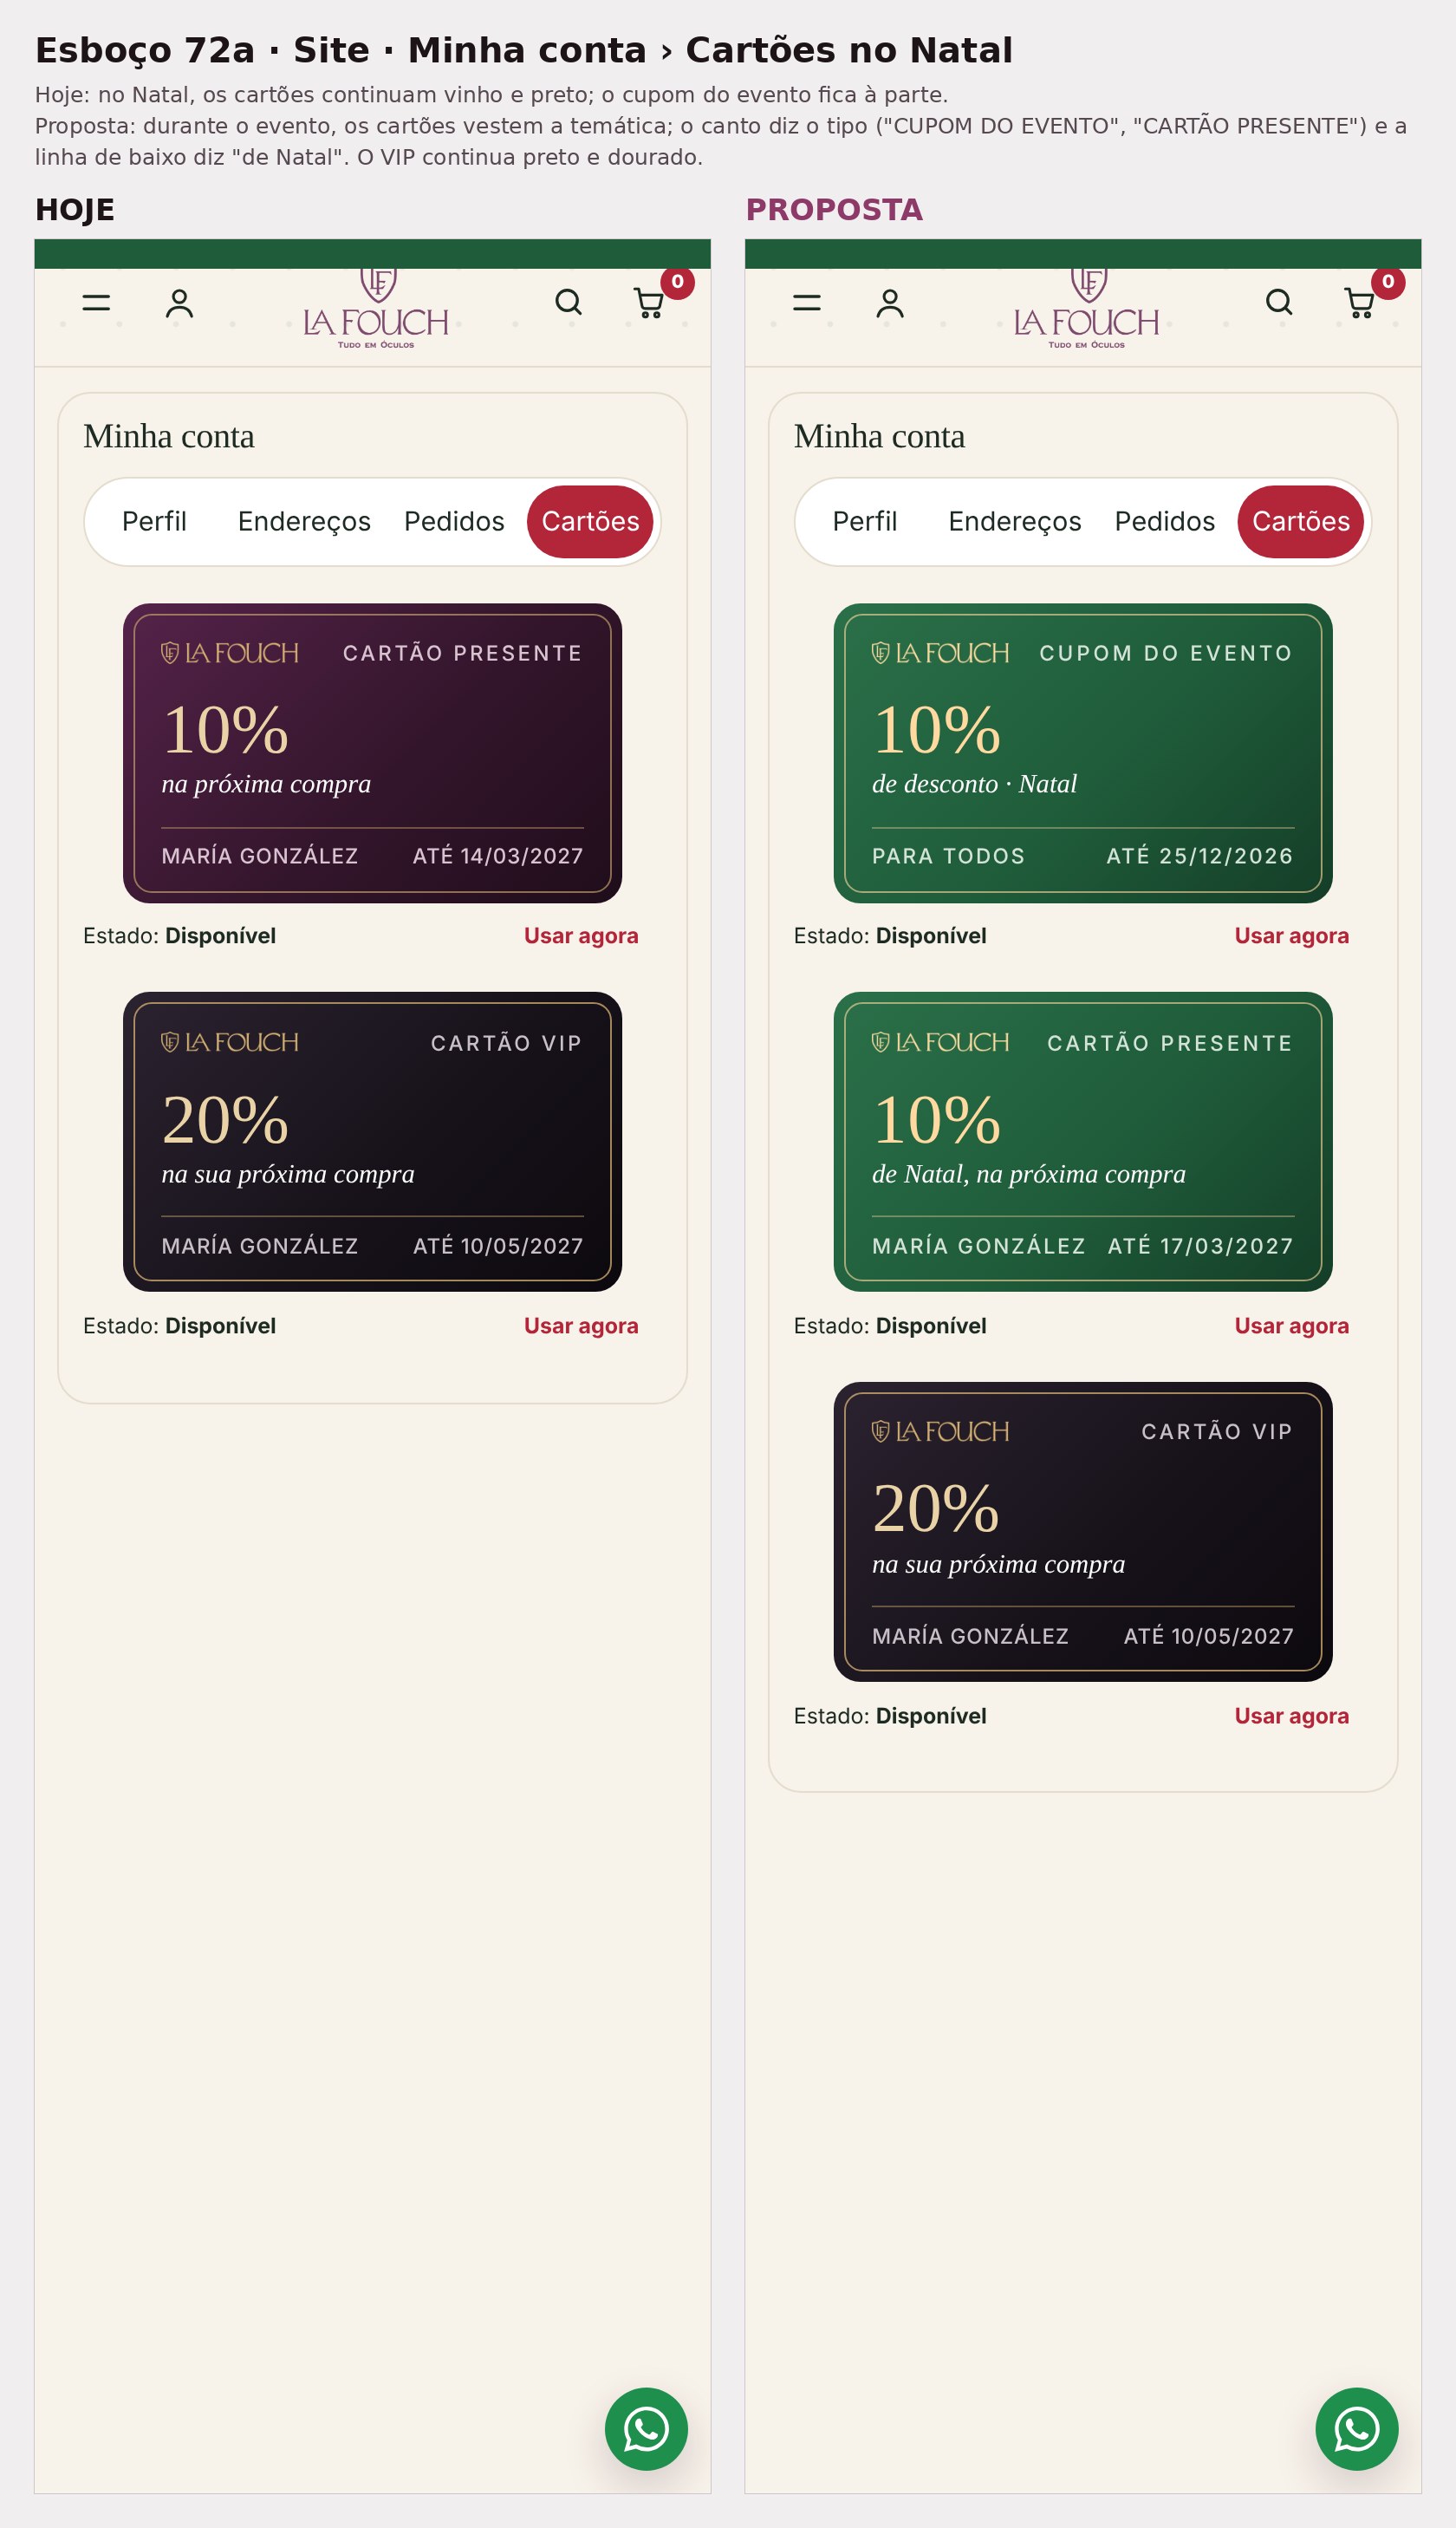 Esboço 72a · Site · Minha conta › Cartões no Natal
Hoje: no Natal, os cartões continuam vinho e preto; o cupom do evento fica à parte.
Proposta: durante o evento, os cartões vestem a temática; o canto diz o tipo ("CUPOM DO EVENTO", "CARTÃO PRESENTE") e a
linha de baixo diz "de Natal". O VIP continua preto e dourado.
HOJE
LF
0
LA FOUCH
Tudo em Óculos
Minha conta
Perfil Endereços Pedidos Cartões
LF LA FOUCH CARTÃO PRESENTE
10%
na próxima compra
MARÍA GONZÁLEZ ATÉ 14/03/2027
Estado: Disponível Usar agora
LF LA FOUCH CARTÃO VIP
20%
na sua próxima compra
MARÍA GONZÁLEZ ATÉ 10/05/2027
Estado: Disponível Usar agora
PROPOSTA
LF
0
LA FOUCH
Tudo em Óculos
Minha conta
Perfil Endereços Pedidos Cartões
LF LA FOUCH CUPOM DO EVENTO
10%
de desconto · Natal
PARA TODOS ATÉ 25/12/2026
Estado: Disponível Usar agora
LF LA FOUCH CARTÃO PRESENTE
10%
de Natal, na próxima compra
MARÍA GONZÁLEZ ATÉ 17/03/2027
Estado: Disponível Usar agora
LF LA FOUCH CARTÃO VIP
20%
na sua próxima compra
MARÍA GONZÁLEZ ATÉ 10/05/2027
Estado: Disponível Usar agora